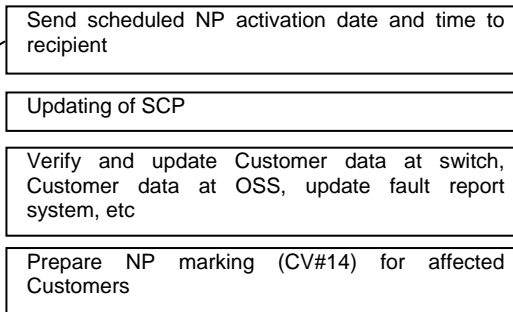 Send scheduled NP activation date and time to
recipient
Updating of SCP
Verify and update Customer data at switch,
Customer data at OSS, update fault report
system, etc
Prepare NP marking (CV#14) for affected
Customers